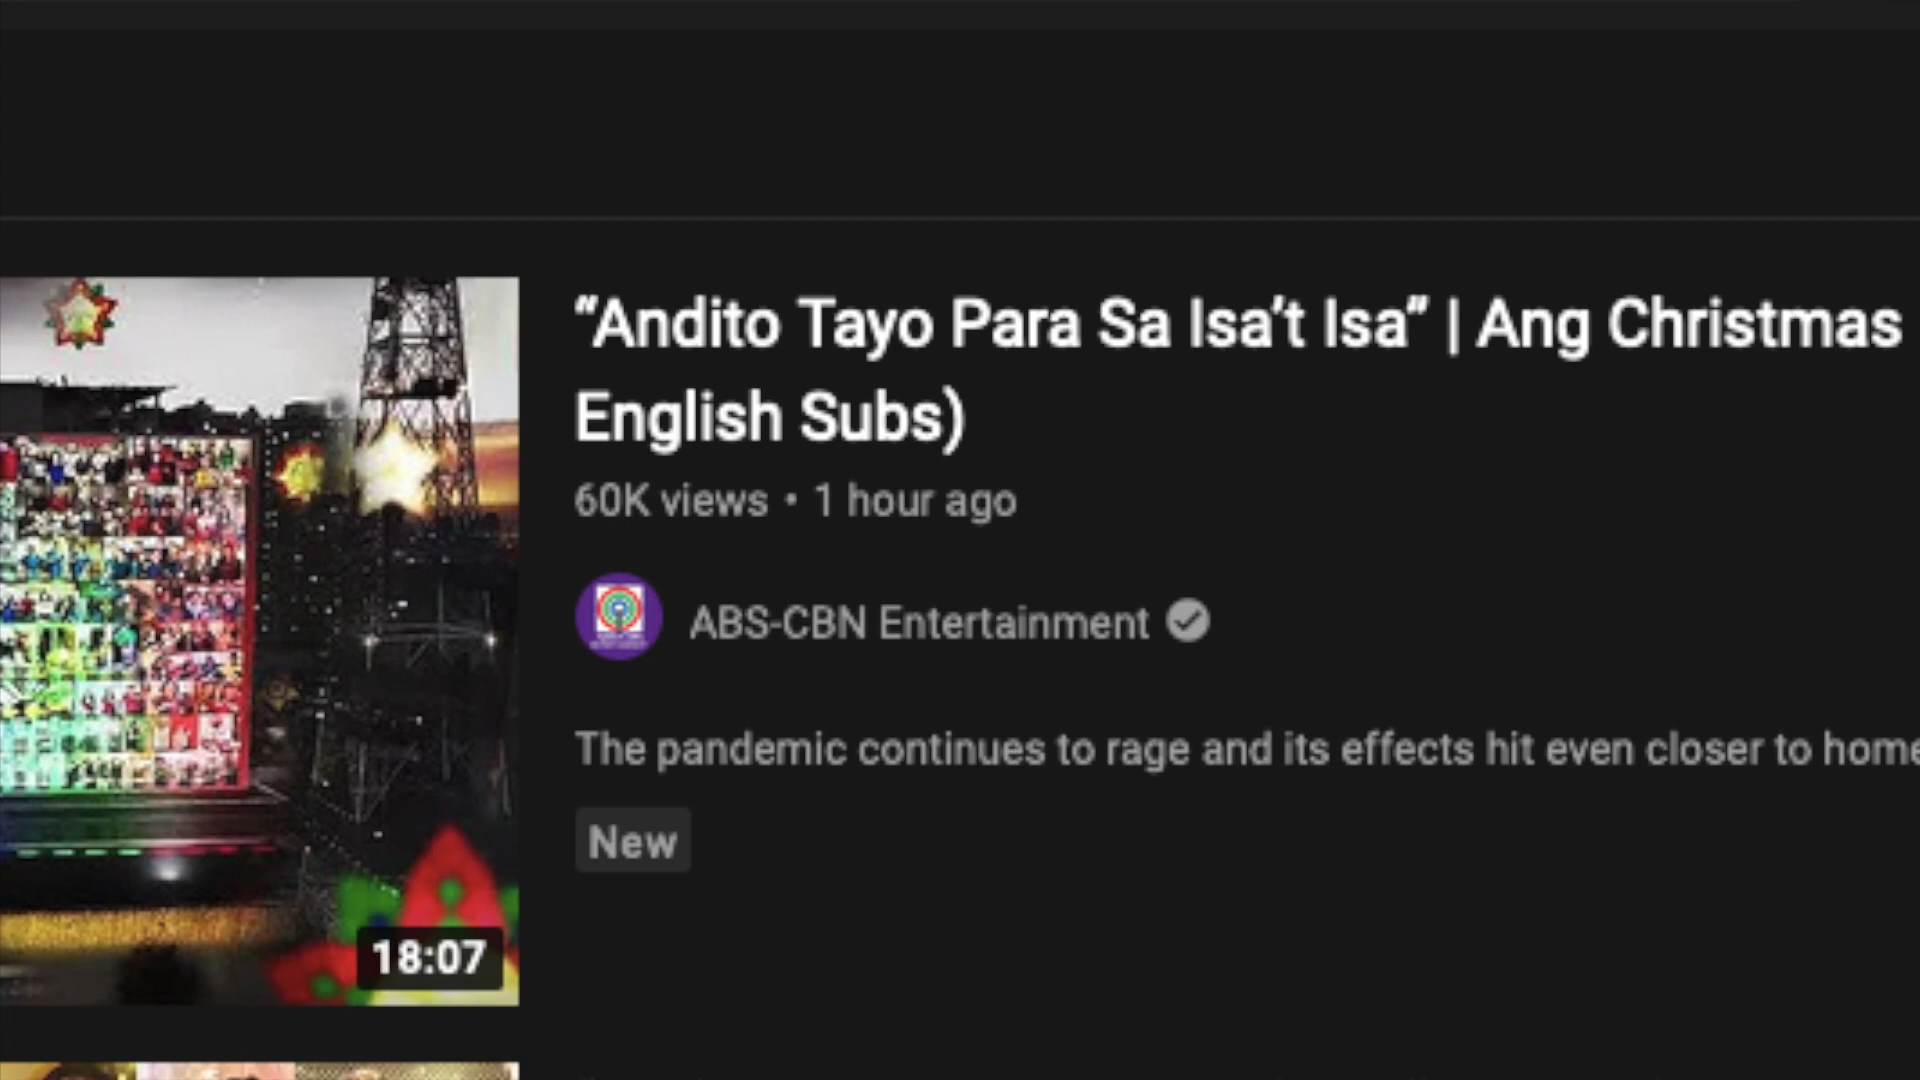 “Andito Tayo Para Sa Isa’t Isa” | Ang Christmas
English Subs)
60K views • 1 hour ago
ABS-CBN Entertainment
The pandemic continues to rage and its effects hit even closer to home
New
18:07